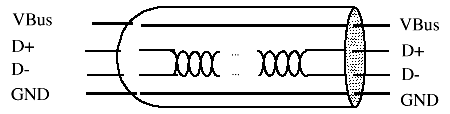 VBus
VBus
D+
D+
...
D-
D-
...
GND
GND